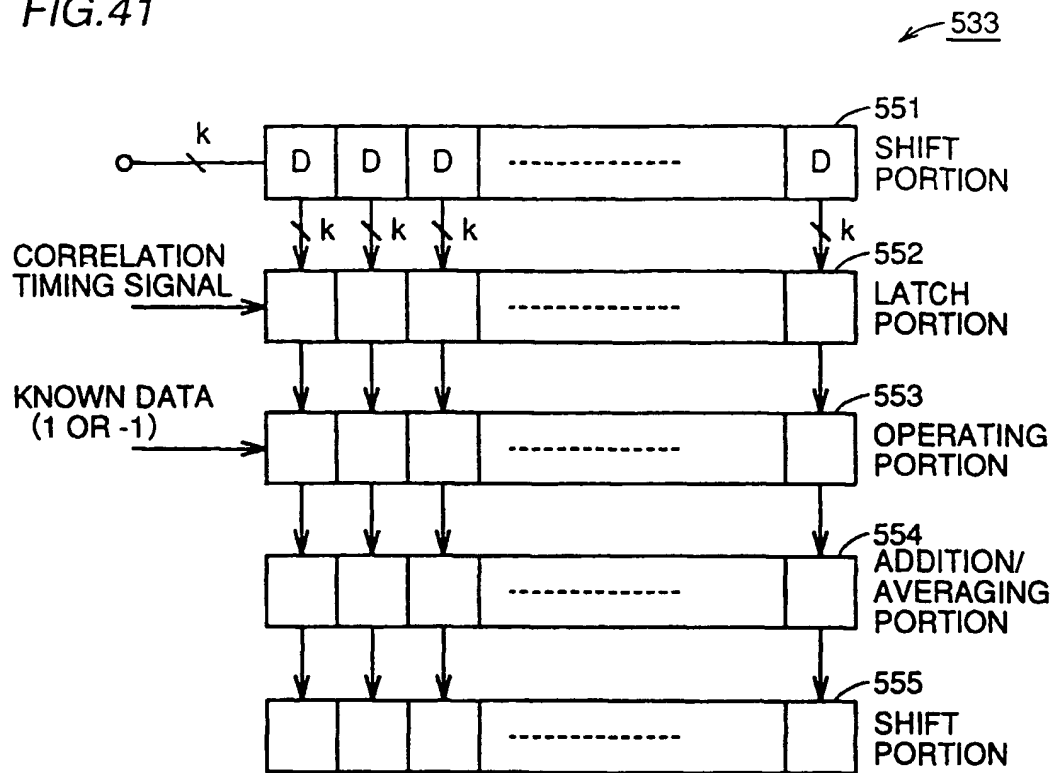 FIG.41
533
551
k
D D D D
SHIFT
PORTION
k k k k
552
CORRELATION
TIMING SIGNAL
LATCH
PORTION
553
KNOWN DATA
(1 OR -1)
OPERATING
PORTION
554
ADDITION/
AVERAGING
PORTION
555
SHIFT
PORTION